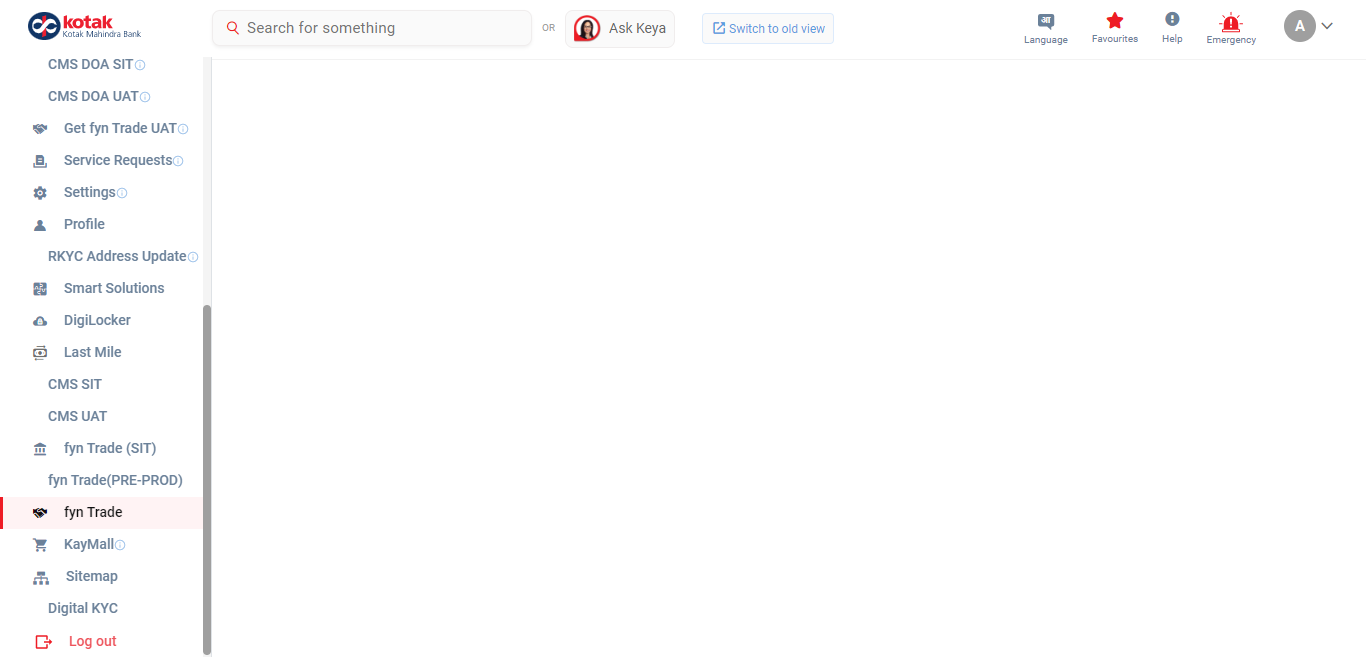 kotak
Kotak Mahindra Bank
Search for something
OR
Ask Keya
Switch to old view
Language
Favourites
Help
Emergency
A
CMS DOA SIT
CMS DOA UAT
Get fyn Trade UAT
Service Requests
Settings
Profile
RKYC Address Update
Smart Solutions
DigiLocker
Last Mile
CMS SIT
CMS UAT
fyn Trade (SIT)
fyn Trade(PRE-PROD)
fyn Trade
KayMall
Sitemap
Digital KYC
Log out